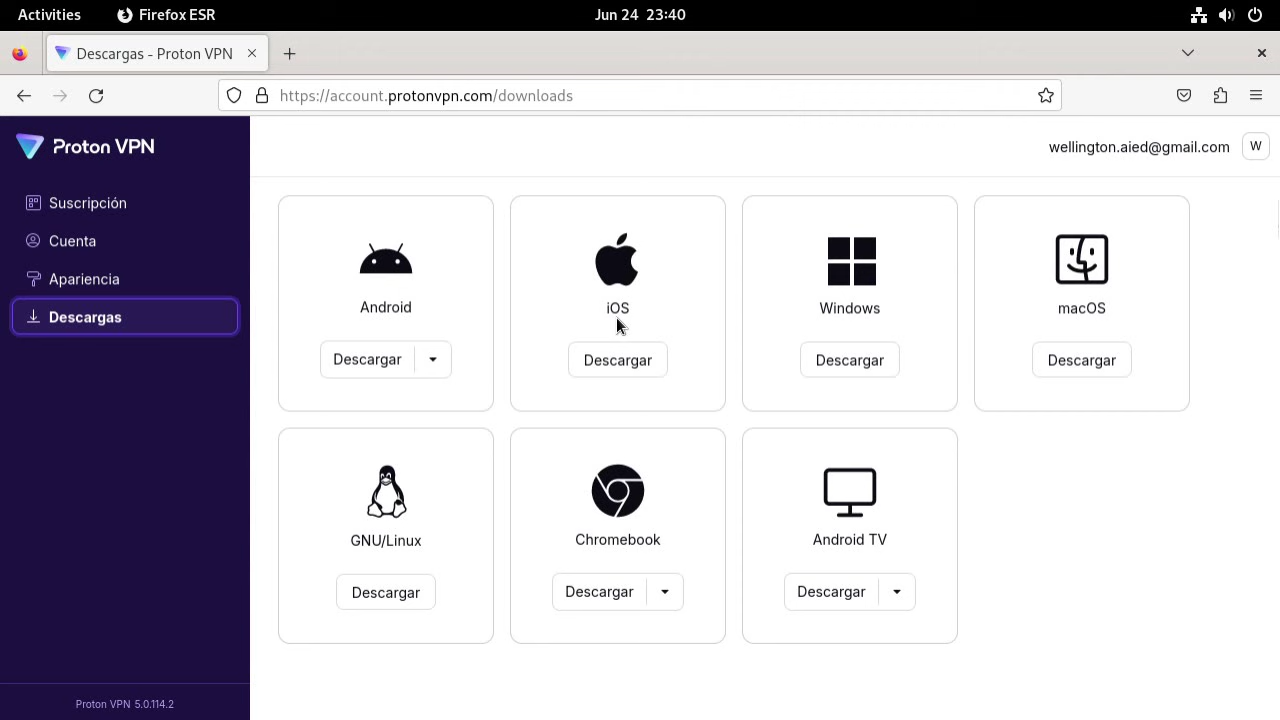 Activities
Firefox ESR
Jun 24 23:40
Descargas - Proton VPN
https://account.protonvpn.com/downloads
Proton VPN
wellington.aied@gmail.com
W
Suscripción
Cuenta
Apariencia
Descargas
Android
iOS
Windows
macOS
Descargar
Descargar
Descargar
Descargar
GNU/Linux
Chromebook
Android TV
Descargar
Descargar
Descargar
Proton VPN 5.0.114.2